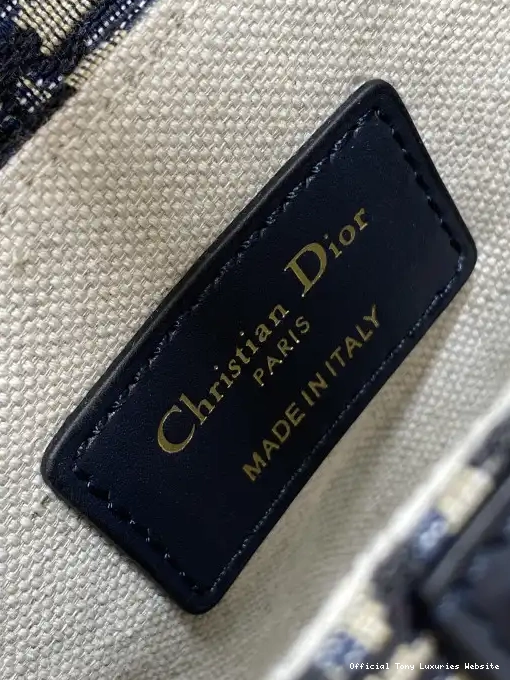 Christian Dior
PARIS
MADE IN ITALY
Official Tony Luxuries Website